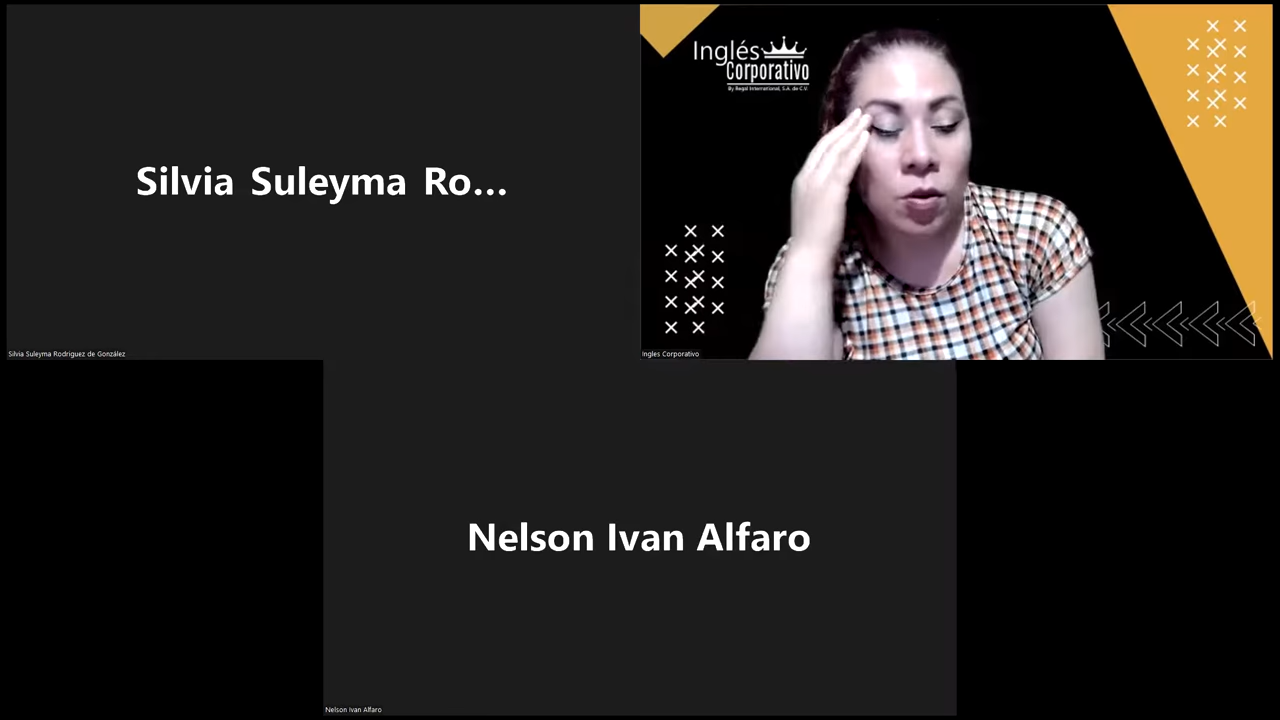 Silvia Suleyma Ro...
Silvia Suleyma Rodriguez de González
Inglés
Corporativo
By Regal International, S.A. de C.V.
Ingles Corporativo
Nelson Ivan Alfaro
Nelson Ivan Alfaro